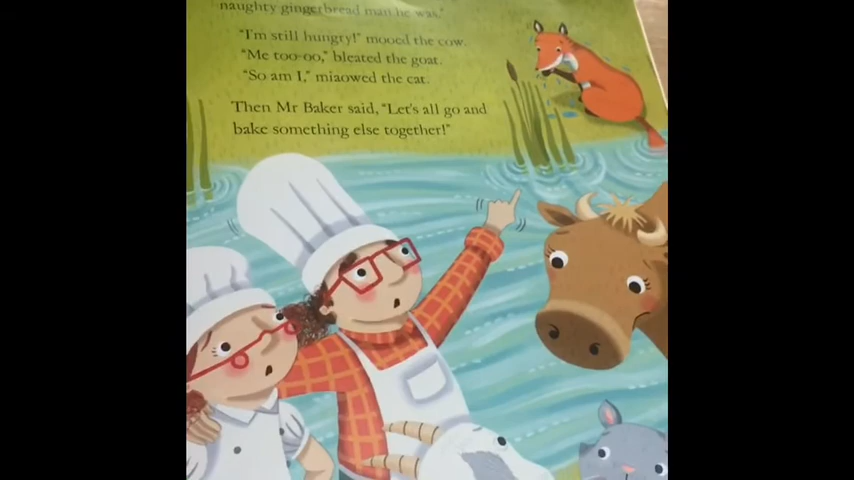 naughty gingerbread man he was."
"I'm still hungry!" mooed the cow.
"Me too-oo," bleated the goat.
"So am I," miaowed the cat.
Then Mr Baker said, "Let's all go and
bake something else together!"